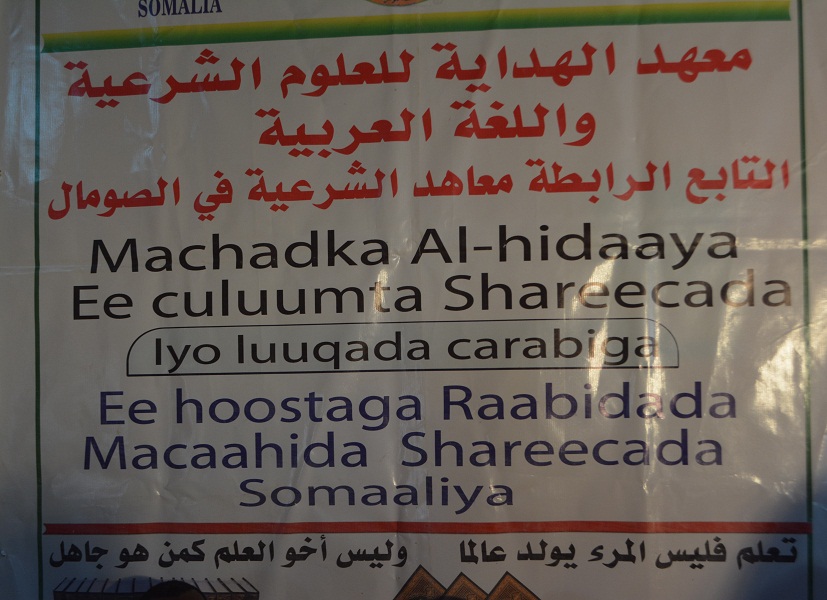 SOMALIA
معهد الهداية للعلوم الشرعية
واللغة العربية
التابع الرابطة معاهد الشرعية في الصومال
Machadka Al-hidaaya
Ee culuumta Shareecada
Iyo luuqada carabiga
Ee hoostaga Raabidada
Macaahida Shareecada
Somaaliya
تعلم فليس المرء يولد عالما وليس أخو العلم كمن هو جاهل